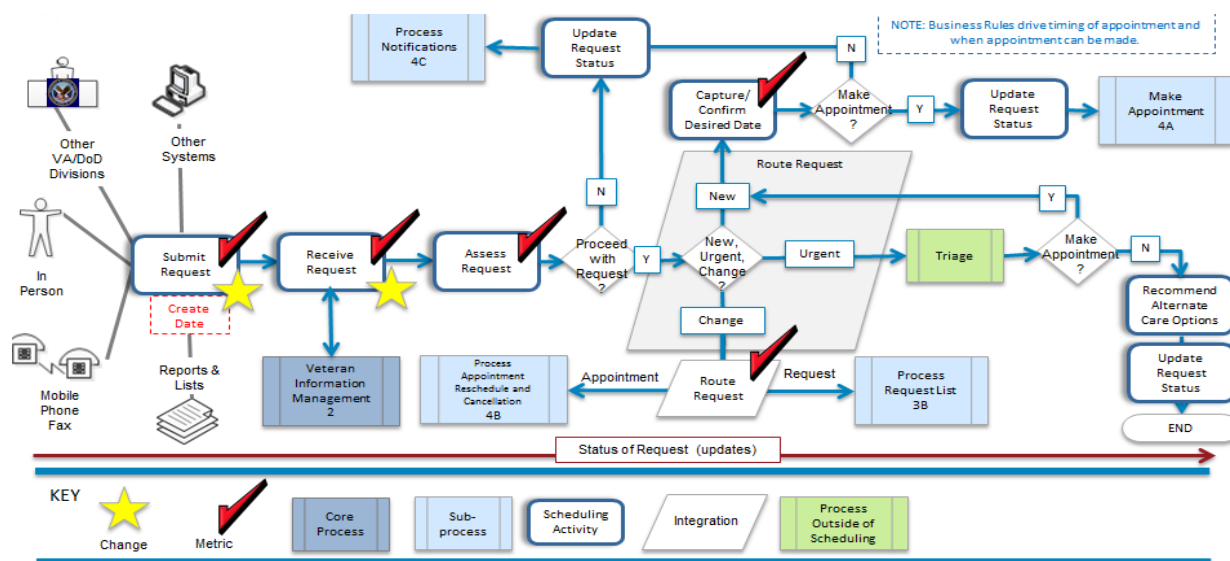 NOTE: Business Rules drive timing of appointment and
when appointment can be made.
Process
Notifications
4C
Update
Request
Status
N
Capture/
Confirm
Desired Date
Make
Appointment
?
Y
Update
Request
Status
Make
Appointment
4A
Other
VA/DoD
Divisions
Other
Systems
Route Request
N
New
Y
In
Person
Submit
Request
Receive
Request
Assess
Request
Proceed
with
Request
?
Y
New,
Urgent,
Change
?
Urgent
Triage
Make
Appointment?
N
Create
Date
Change
Recommend
Alternate
Care Options
Mobile
Phone
Fax
Reports &
Lists
Veteran
Information
Management
2
Process
Appointment
Reschedule and
Cancellation
4B
Appointment
Route
Request
Request
Process
Request List
3B
Update
Request
Status
END
Status of Request (updates)
KEY
Change
Metric
Core
Process
Sub-
process
Scheduling
Activity
Integration
Process
Outside of
Scheduling